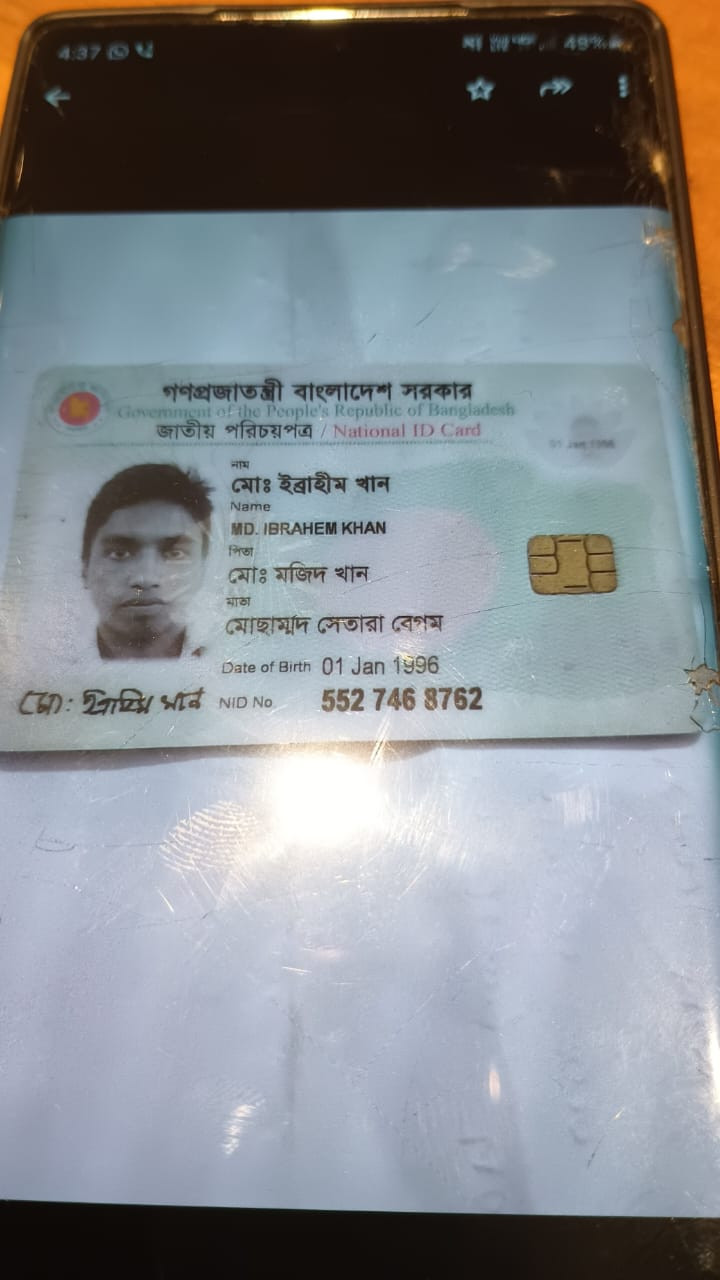 4:37
49%
গণপ্রজাতন্ত্রী বাংলাদেশ সরকার
Government of the People's Republic of Bangladesh
জাতীয় পরিচয়পত্র / National ID Card
01 Jan 1996
নাম
মোঃ ইব্রাহীম খান
Name
MD. IBRAHEM KHAN
পিতা
মোঃ মজিদ খান
মাতা
মোছাম্মদ সেতারা বেগম
Date of Birth 01 Jan 1996
NID No 552 746 8762